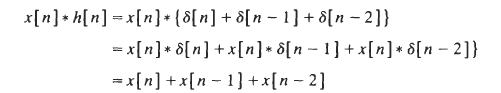 x[n] * h[n] = x[n] * {δ[n] + δ[n − 1] + δ[n − 2]}
= x[n] * δ[n] + x[n] * δ[n − 1] + x[n] * δ[n − 2]}
= x[n] + x[n − 1] + x[n − 2]